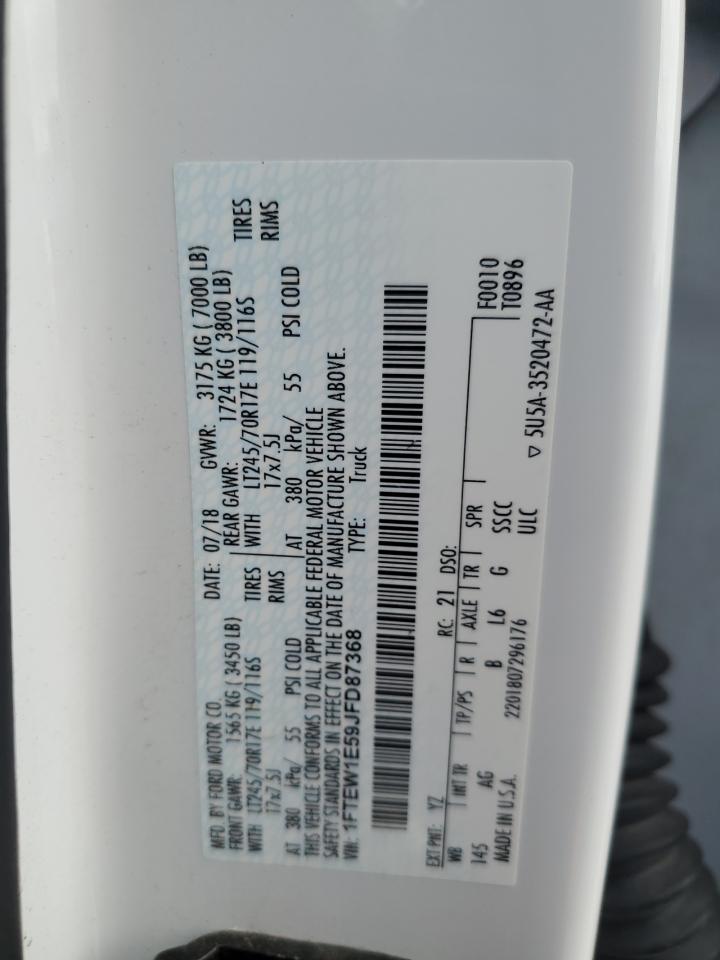 MFD. BY FORD MOTOR CO. DATE: 07/18 GVWR: 3175 KG ( 7000 LB)
FRONT GAWR: 1565 KG ( 3450 LB) REAR GAWR: 1724 KG ( 3800 LB)
WITH LT245/70R17E 119/116S TIRES WITH LT245/70R17E 119/116S TIRES
17x7.5J RIMS 17x7.5J RIMS
AT 380 kPa/ 55 PSI COLD AT 380 kPa/ 55 PSI COLD
THIS VEHICLE CONFORMS TO ALL APPLICABLE FEDERAL MOTOR VEHICLE
SAFETY STANDARDS IN EFFECT ON THE DATE OF MANUFACTURE SHOWN ABOVE.
VIN: 1FTEW1E59JFD87368 TYPE: Truck
EXT PNT: YZ RC: 21 DSO:
WB INT TR TP/PS R AXLE TR SPR F0010
145 AG B L6 G SSCC T0896
MADE IN U.S.A. 2201807296176 ULC ▽ 5U5A-3520472-AA